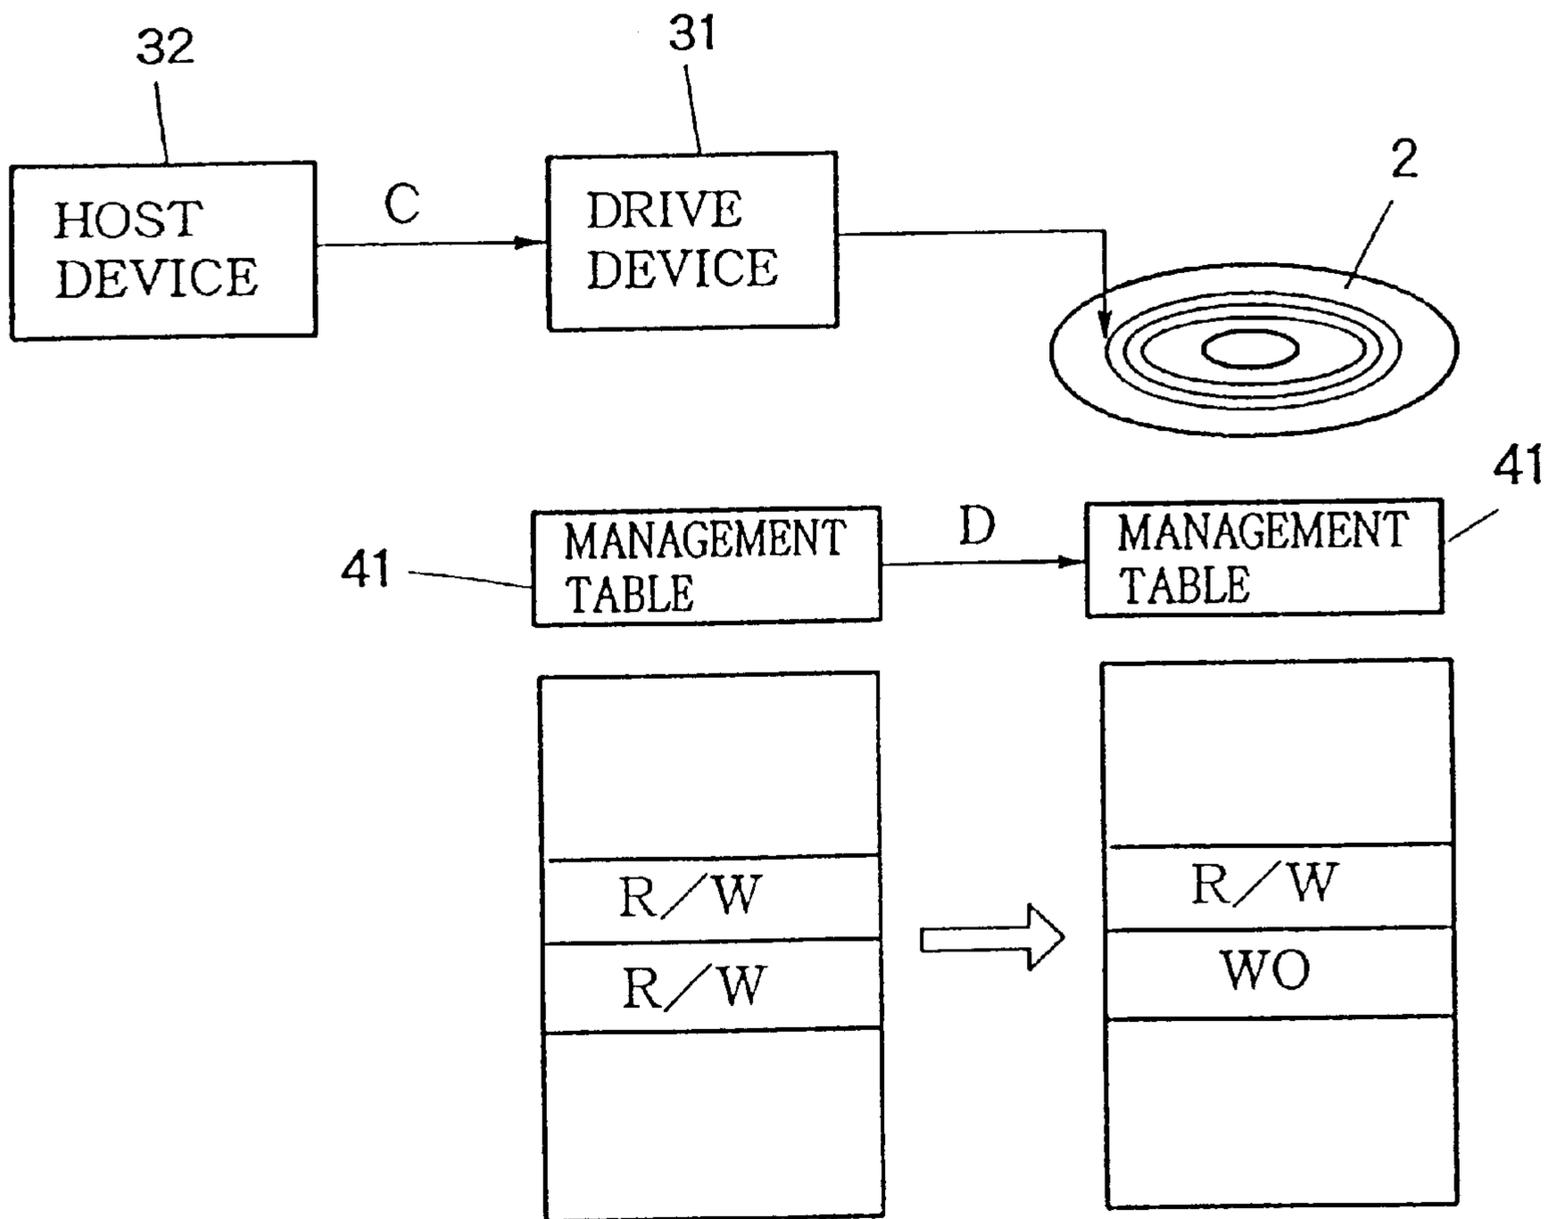 32
31
2
HOST
DEVICE
C
DRIVE
DEVICE
41
MANAGEMENT
TABLE
D
MANAGEMENT
TABLE
41
R/W
R/W
R/W
WO